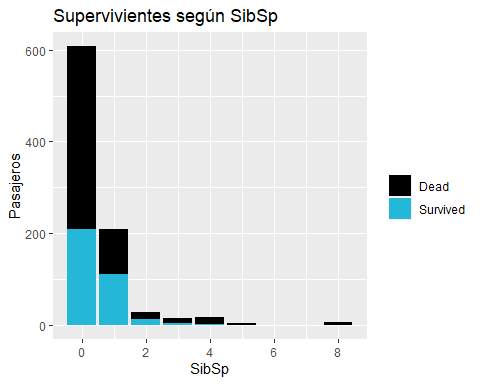 Supervivientes según SibSp
600
400
200
0
Pasajeros
0 2 4 6 8
SibSp
Dead
Survived